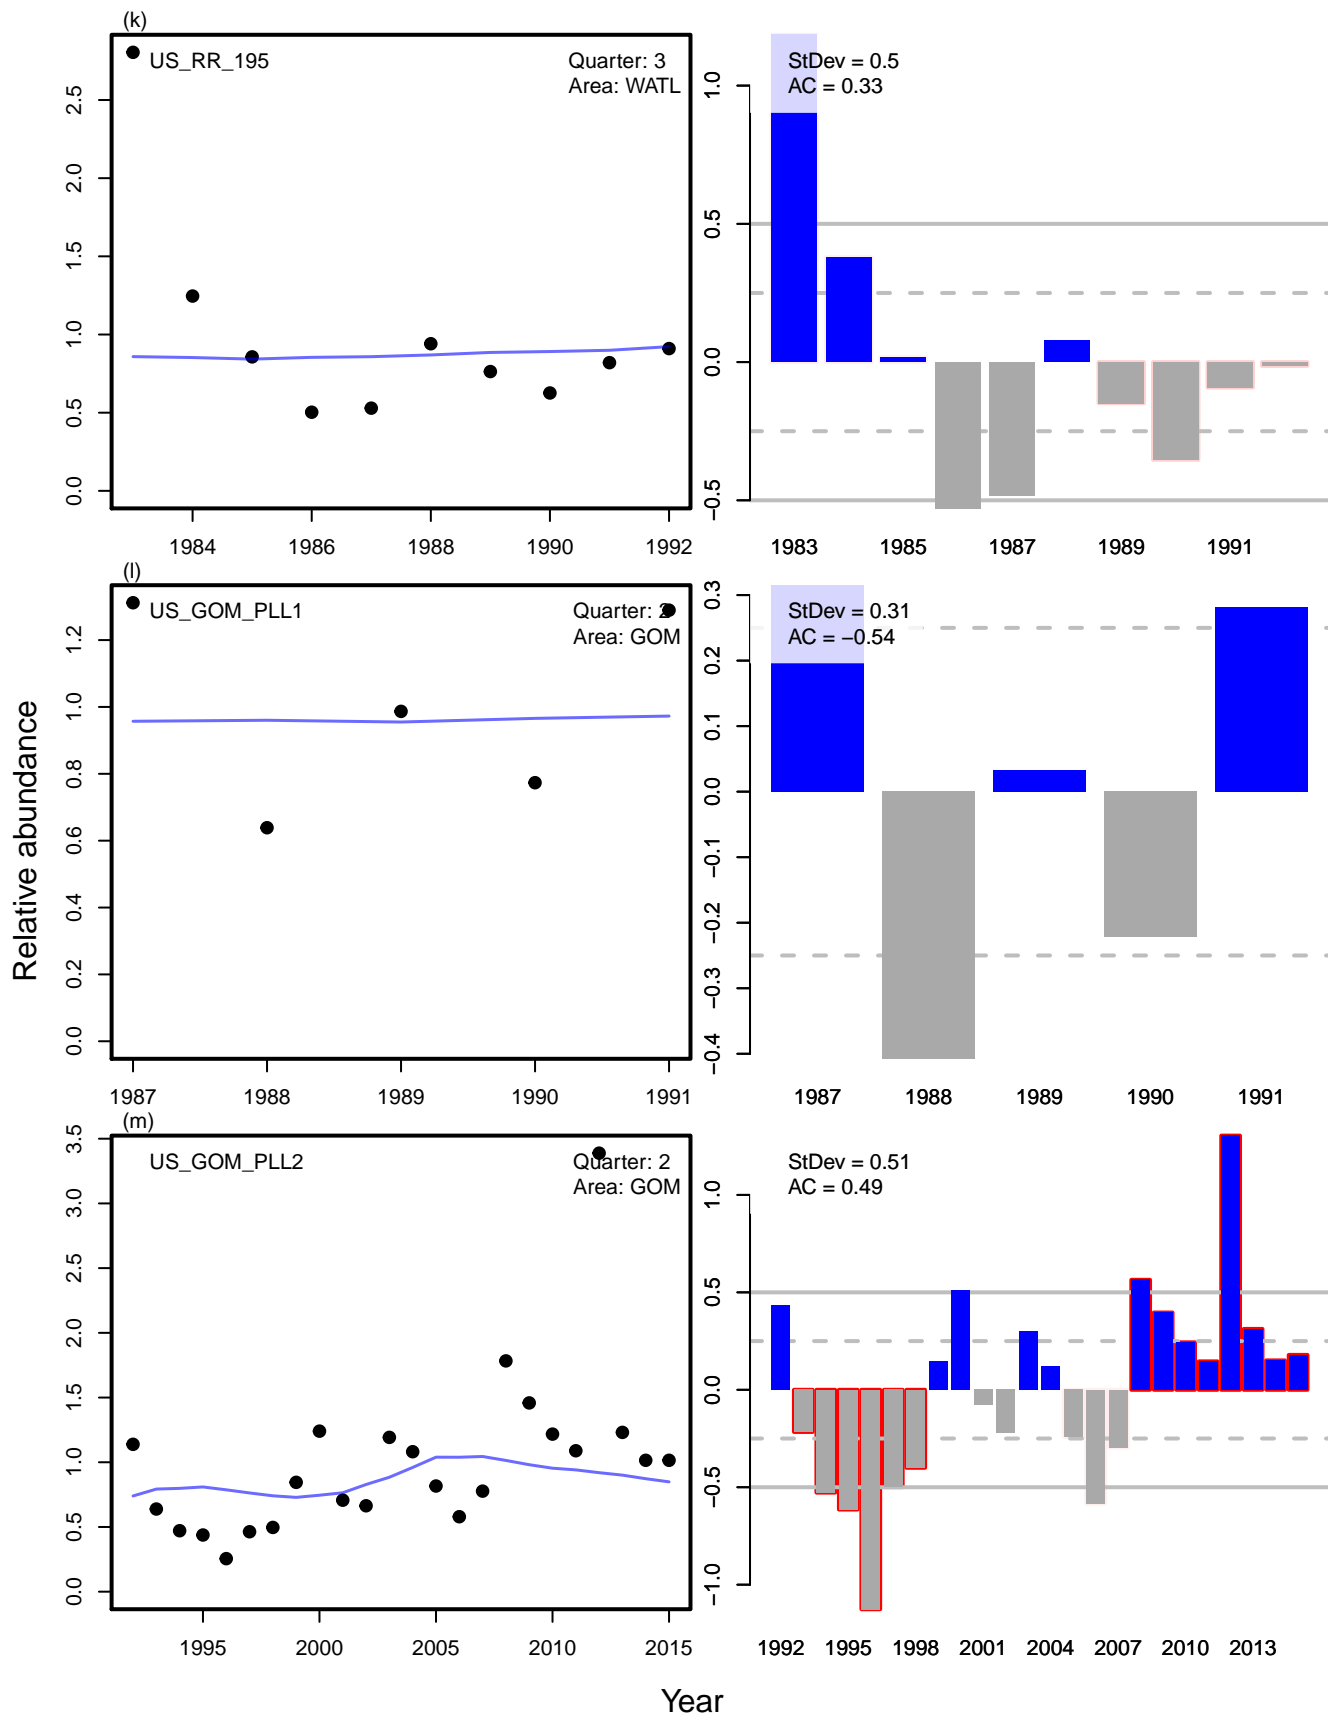 (k)
US_RR_195
Quarter: 3
Area: WATL
0.0 0.5 1.0 1.5 2.0 2.5
1984 1986 1988 1990 1992
StDev = 0.5
AC = 0.33
−0.5 0.0 0.5 1.0
1983 1985 1987 1989 1991
(l)
US_GOM_PLL1
Quarter: 2
Area: GOM
0.0 0.2 0.4 0.6 0.8 1.0 1.2
1987 1988 1989 1990 1991
StDev = 0.31
AC = −0.54
−0.4 −0.3 −0.2 −0.1 0.0 0.1 0.2 0.3
1987 1988 1989 1990 1991
(m)
US_GOM_PLL2
Quarter: 2
Area: GOM
0.0 0.5 1.0 1.5 2.0 2.5 3.0 3.5
1995 2000 2005 2010 2015
StDev = 0.51
AC = 0.49
−1.0 −0.5 0.0 0.5 1.0
1992 1995 1998 2001 2004 2007 2010 2013
Relative abundance
Year